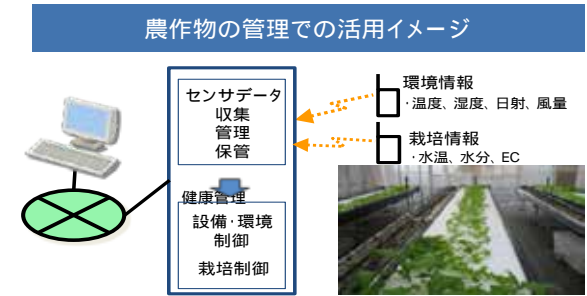 農作物の管理での活用イメージ
センサデータ
収集
管理
保管
健康管理
設備・環境
制御
栽培制御
環境情報
・温度、湿度、日射、風量
栽培情報
・水温、水分、EC